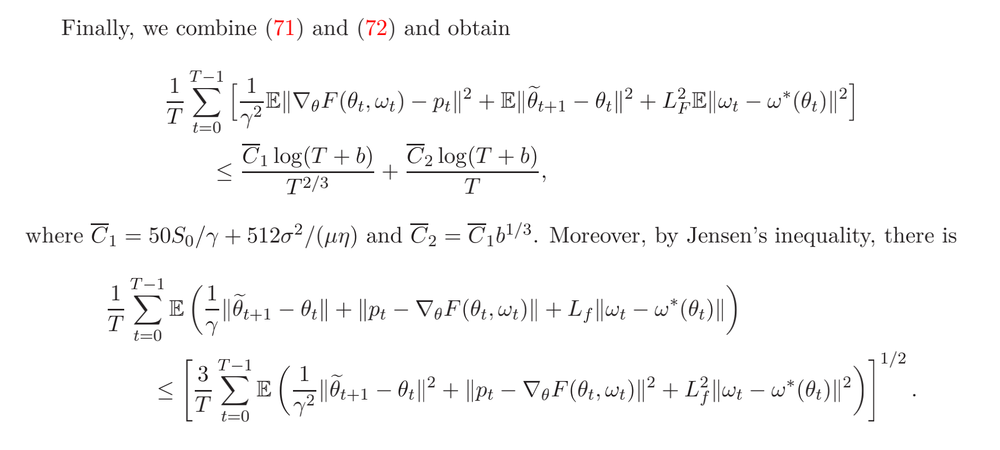 Finally, we combine (71) and (72) and obtain
$$\frac{1}{T} \sum_{t=0}^{T-1} \left[ \frac{1}{\gamma^2} \mathbb{E} \| \nabla_\theta F(\theta_t, \omega_t) - p_t \|^2 + \mathbb{E} \| \widetilde{\theta}_{t+1} - \theta_t \|^2 + L_F^2 \mathbb{E} \| \omega_t - \omega^*(\theta_t) \|^2 \right]$$
$$\leq \frac{\overline{C}_1 \log(T+b)}{T^{2/3}} + \frac{\overline{C}_2 \log(T+b)}{T},$$
where $\overline{C}_1 = 50S_0/\gamma + 512\sigma^2/(\mu\eta)$ and $\overline{C}_2 = \overline{C}_1 b^{1/3}$. Moreover, by Jensen's inequality, there is
$$\frac{1}{T} \sum_{t=0}^{T-1} \mathbb{E} \left( \frac{1}{\gamma} \| \widetilde{\theta}_{t+1} - \theta_t \| + \| p_t - \nabla_\theta F(\theta_t, \omega_t) \| + L_f \| \omega_t - \omega^*(\theta_t) \| \right)$$
$$\leq \left[ \frac{3}{T} \sum_{t=0}^{T-1} \mathbb{E} \left( \frac{1}{\gamma^2} \| \widetilde{\theta}_{t+1} - \theta_t \|^2 + \| p_t - \nabla_\theta F(\theta_t, \omega_t) \|^2 + L_f^2 \| \omega_t - \omega^*(\theta_t) \|^2 \right) \right]^{1/2}.$$